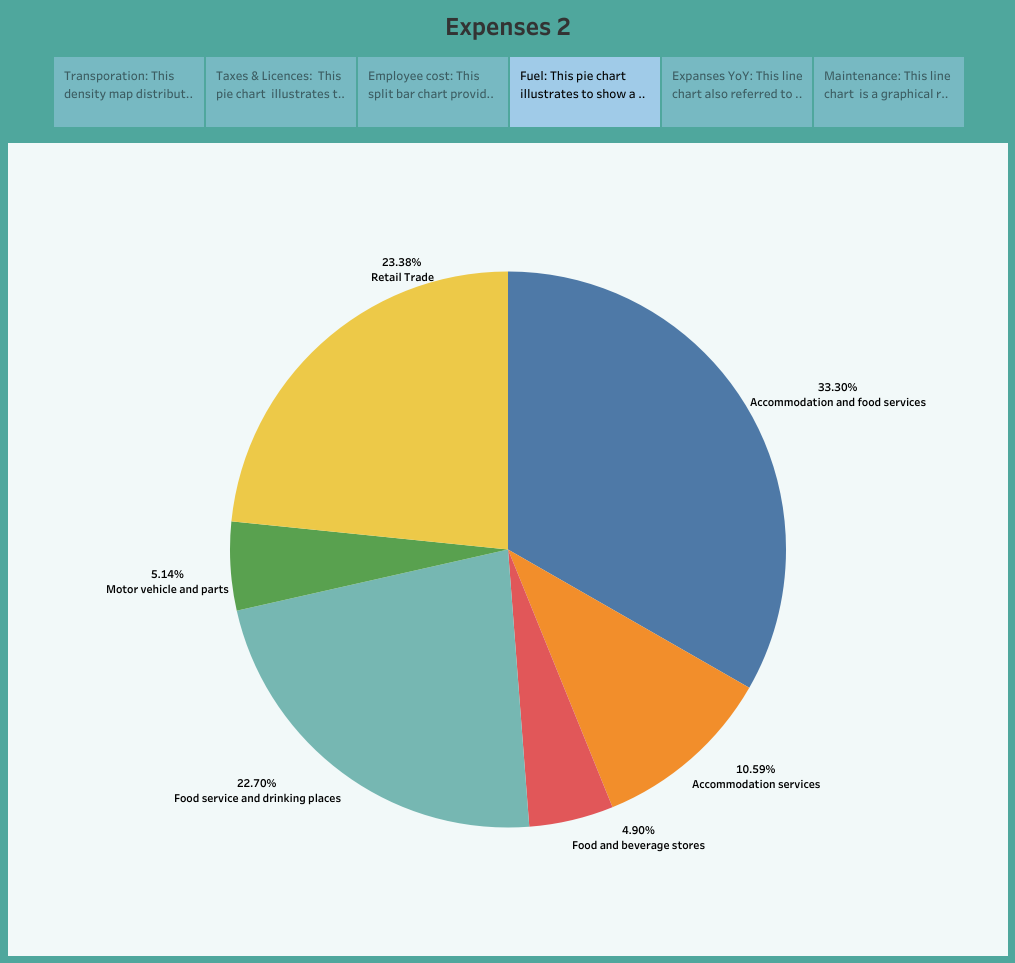 Expenses 2
Transporation: This
density map distribut..
Taxes & Licences:  This
pie chart  illustrates t..
Employee cost: This
split bar chart provid..
Fuel: This pie chart
illustrates to show a ..
Expanses YoY: This line
chart also referred to ..
Maintenance: This line
chart  is a graphical r..
23.38%
Retail Trade
33.30%
Accommodation and food services
5.14%
Motor vehicle and parts
10.59%
Accommodation services
22.70%
Food service and drinking places
4.90%
Food and beverage stores